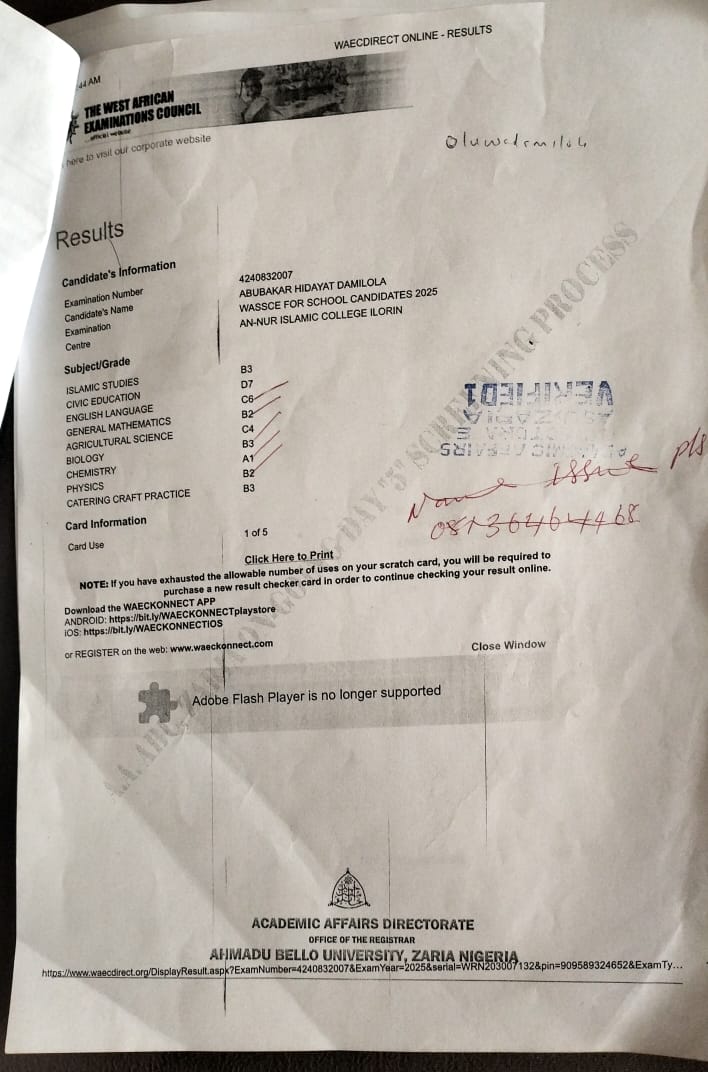 WAECDIRECT ONLINE - RESULTS
:44 AM
THE WEST AFRICAN
EXAMINATIONS COUNCIL
here to visit our corporate website
Oluwadamilola
Results
Candidate's Information
Examination Number 4240832007
Candidate's Name ABUBAKAR HIDAYAT DAMILOLA
Examination WASSCE FOR SCHOOL CANDIDATES 2025
Centre AN-NUR ISLAMIC COLLEGE ILORIN
Subject/Grade
ISLAMIC STUDIES B3
CIVIC EDUCATION D7
ENGLISH LANGUAGE C6
GENERAL MATHEMATICS B2
AGRICULTURAL SCIENCE C4
BIOLOGY B3
CHEMISTRY A1
PHYSICS B2
CATERING CRAFT PRACTICE B3
VERIFIED1
Name Issue pls
08136464468
Card Information
Card Use 1 of 5
Click Here to Print
NOTE: If you have exhausted the allowable number of uses on your scratch card, you will be required to
purchase a new result checker card in order to continue checking your result online.
Download the WAECKONNECT APP
ANDROID: https://bit.ly/WAECKONNECTplaystore
IOS: https://bit.ly/WAECKONNECTIOS
or REGISTER on the web: www.waeckonnect.com
Close Window
Adobe Flash Player is no longer supported
DAY "5" SCREENING PROCESS
ACADEMIC AFFAIRS DIRECTORATE
OFFICE OF THE REGISTRAR
AHMADU BELLO UNIVERSITY, ZARIA NIGERIA
https://www.waecdirect.org/DisplayResult.aspx?ExamNumber=4240832007&ExamYear=2025&serial=WRN203007132&pin=909589324652&ExamTy...